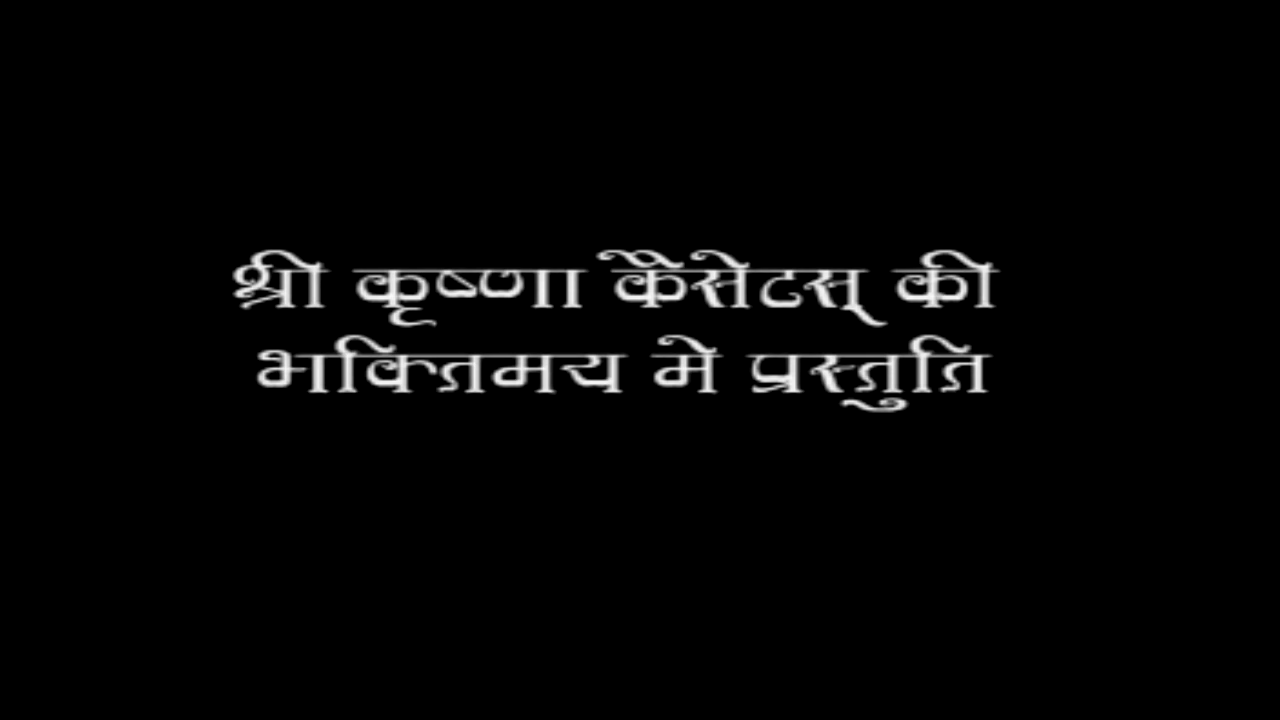 श्री कृष्णा कैसेटस् की
भक्तिमय मे प्रस्तुति